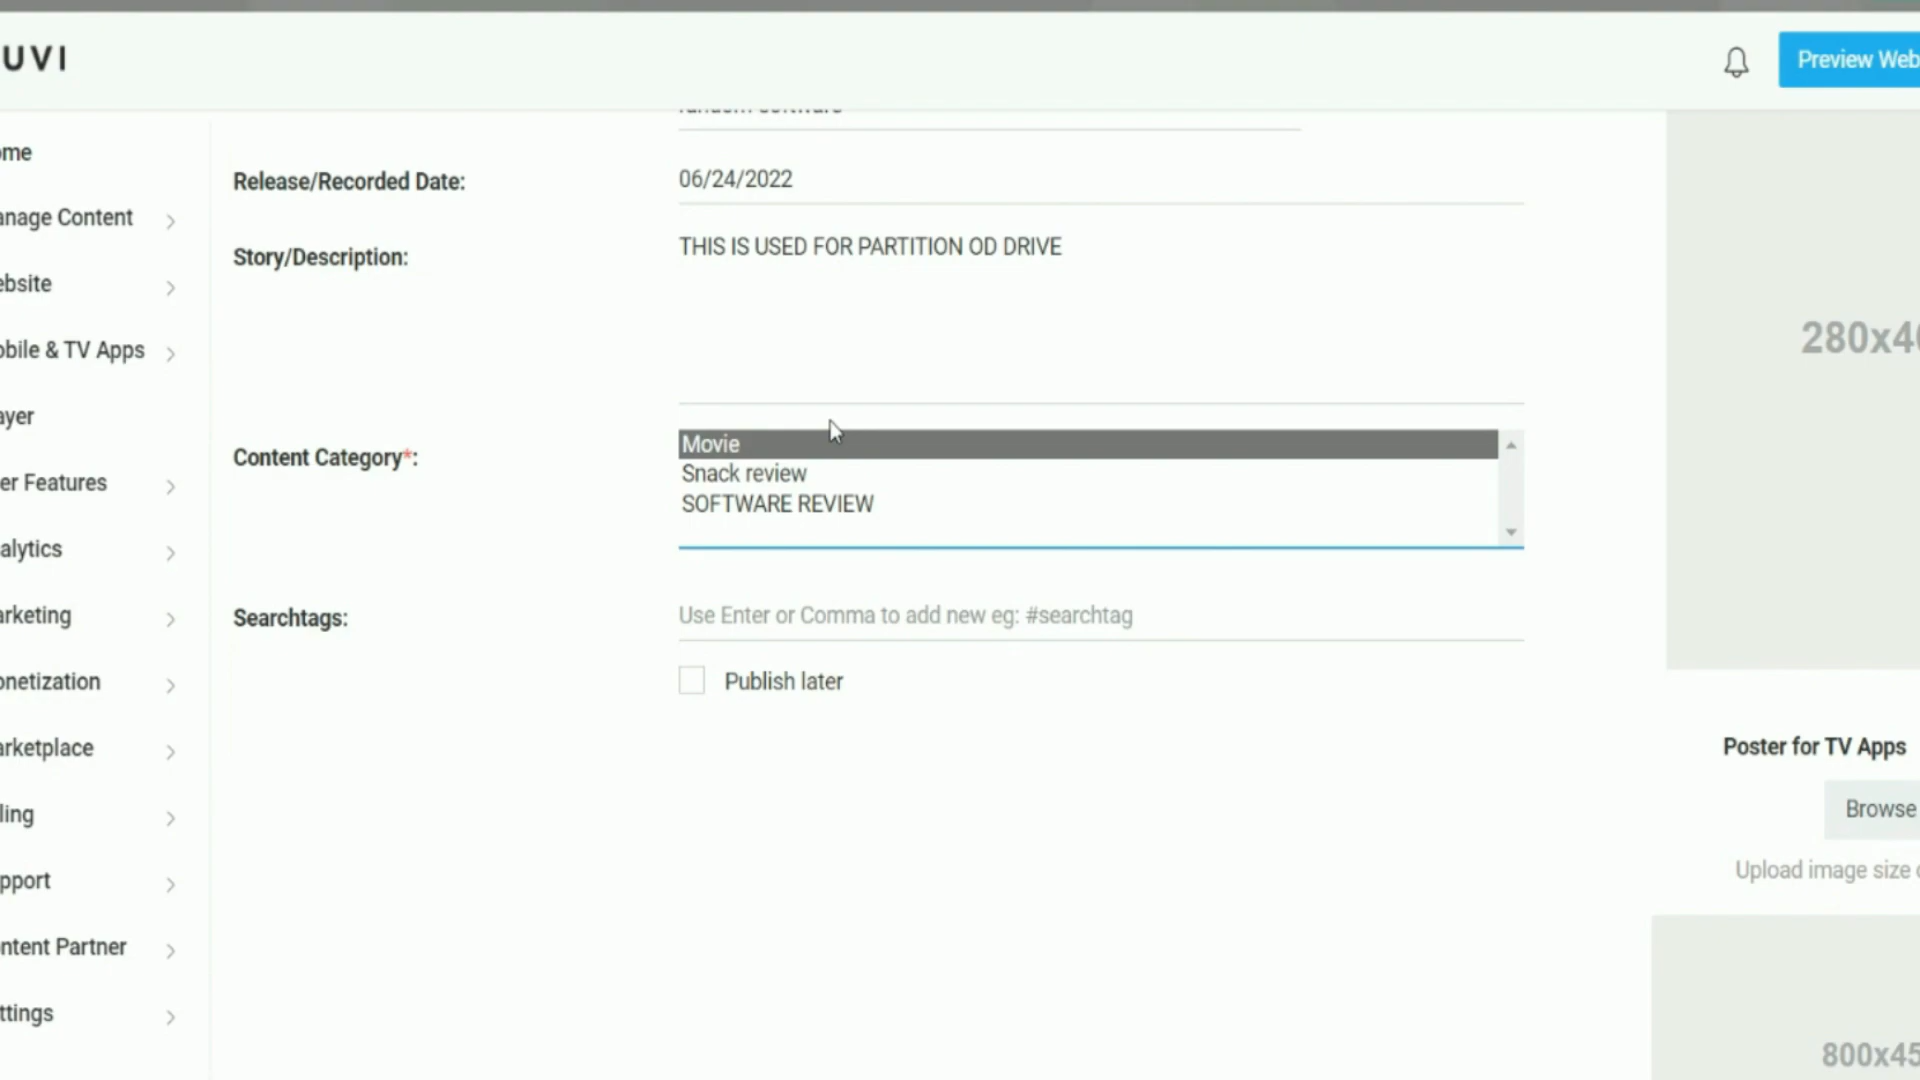 UVI
Preview Web
ome
Release/Recorded Date:
06/24/2022
anage Content
Story/Description:
THIS IS USED FOR PARTITION OD DRIVE
ebsite
280x40
obile & TV Apps
ayer
Content Category*:
Movie
Snack review
SOFTWARE REVIEW
er Features
alytics
Searchtags:
Use Enter or Comma to add new eg: #searchtag
arketing
Publish later
onetization
arketplace
Poster for TV Apps
ling
Browse
Upload image size
pport
ntent Partner
ttings
800x45